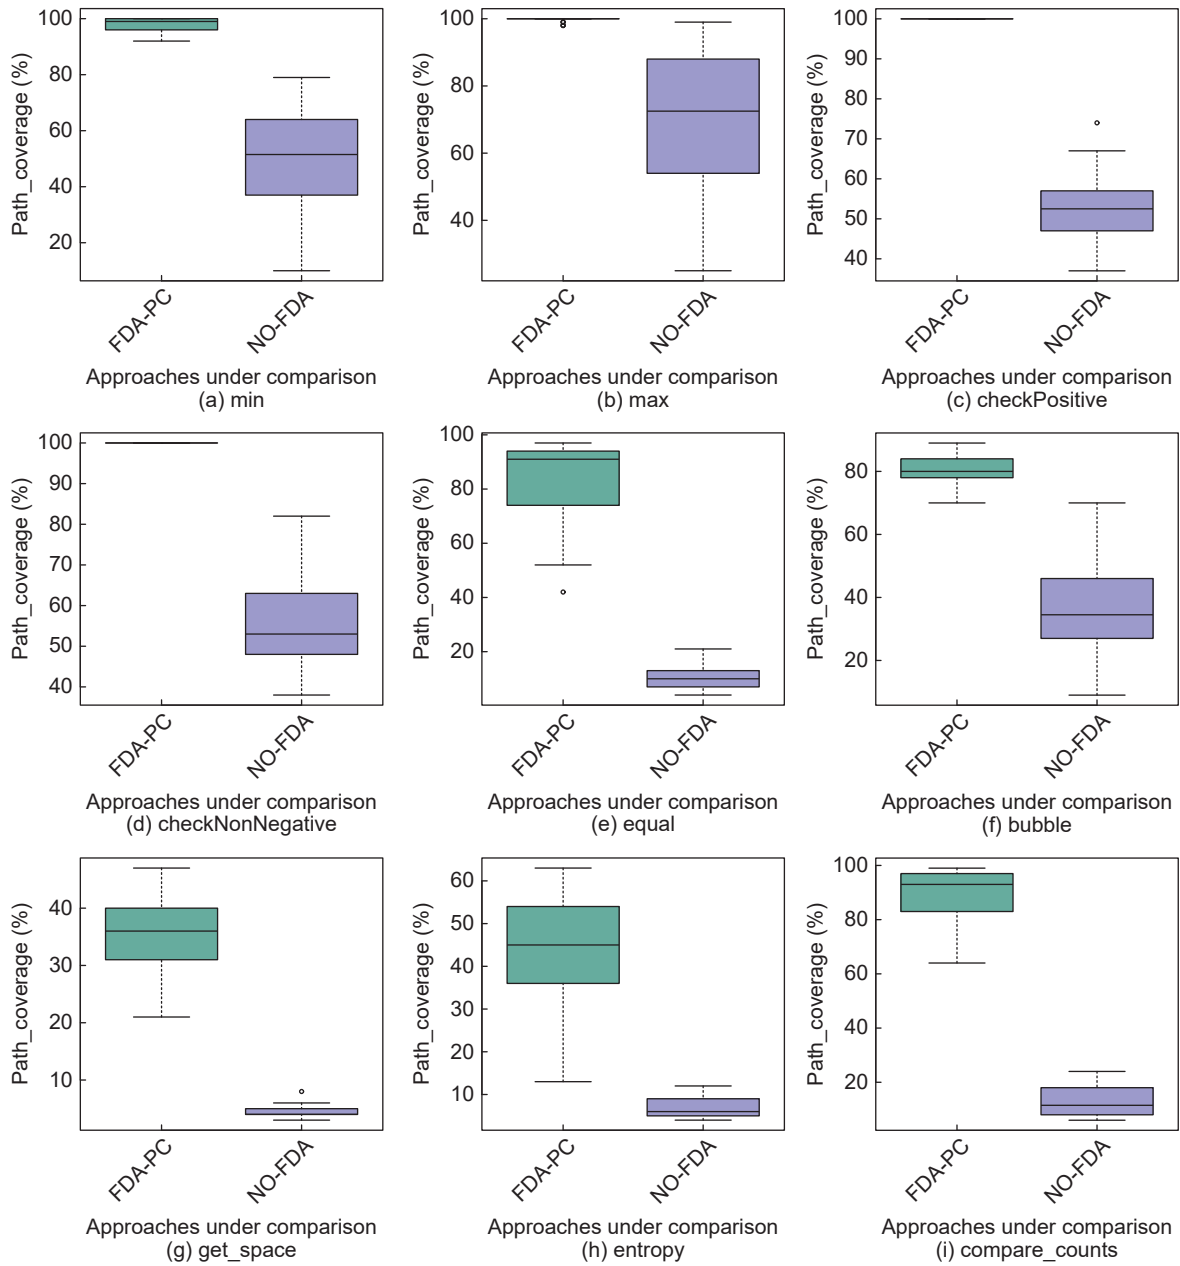 Path_coverage (%)
100
80
60
40
20
FDA-PC
NO-FDA
Approaches under comparison
(a) min
Path_coverage (%)
100
80
60
40
FDA-PC
NO-FDA
Approaches under comparison
(b) max
Path_coverage (%)
100
90
80
70
60
50
40
FDA-PC
NO-FDA
Approaches under comparison
(c) checkPositive
Path_coverage (%)
100
90
80
70
60
50
40
FDA-PC
NO-FDA
Approaches under comparison
(d) checkNonNegative
Path_coverage (%)
100
80
60
40
20
FDA-PC
NO-FDA
Approaches under comparison
(e) equal
Path_coverage (%)
80
60
40
20
FDA-PC
NO-FDA
Approaches under comparison
(f) bubble
Path_coverage (%)
40
30
20
10
FDA-PC
NO-FDA
Approaches under comparison
(g) get_space
Path_coverage (%)
60
50
40
30
20
10
FDA-PC
NO-FDA
Approaches under comparison
(h) entropy
Path_coverage (%)
100
80
60
40
20
FDA-PC
NO-FDA
Approaches under comparison
(i) compare_counts